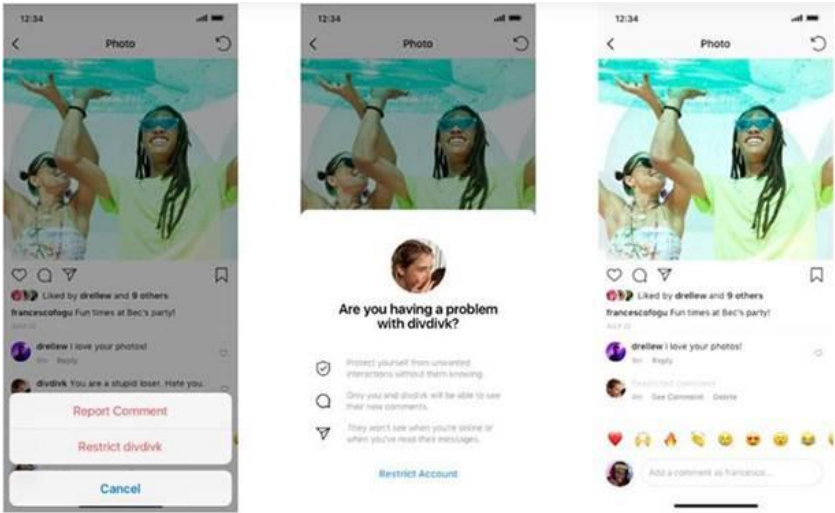 12:34
Photo
Liked by drellew and 9 others
francescofogu Fun times at Bec's party!
drellew I love your photos!
9m Reply
divdivk You are a stupid loser. Hate you.
Report Comment
Restrict divdivk
Cancel
12:34
Photo
Are you having a problem
with divdivk?
Protect yourself from unwanted
interactions without them knowing.
Only you and divdivk will be able to see
their new comments.
They won't see when you're online or
when you've read their messages.
Restrict Account
12:34
Photo
Liked by drellew and 9 others
francescofogu Fun times at Bec's party!
drellew I love your photos!
Reply
Restricted comment
See Comment Delete
Add a comment as francesco...